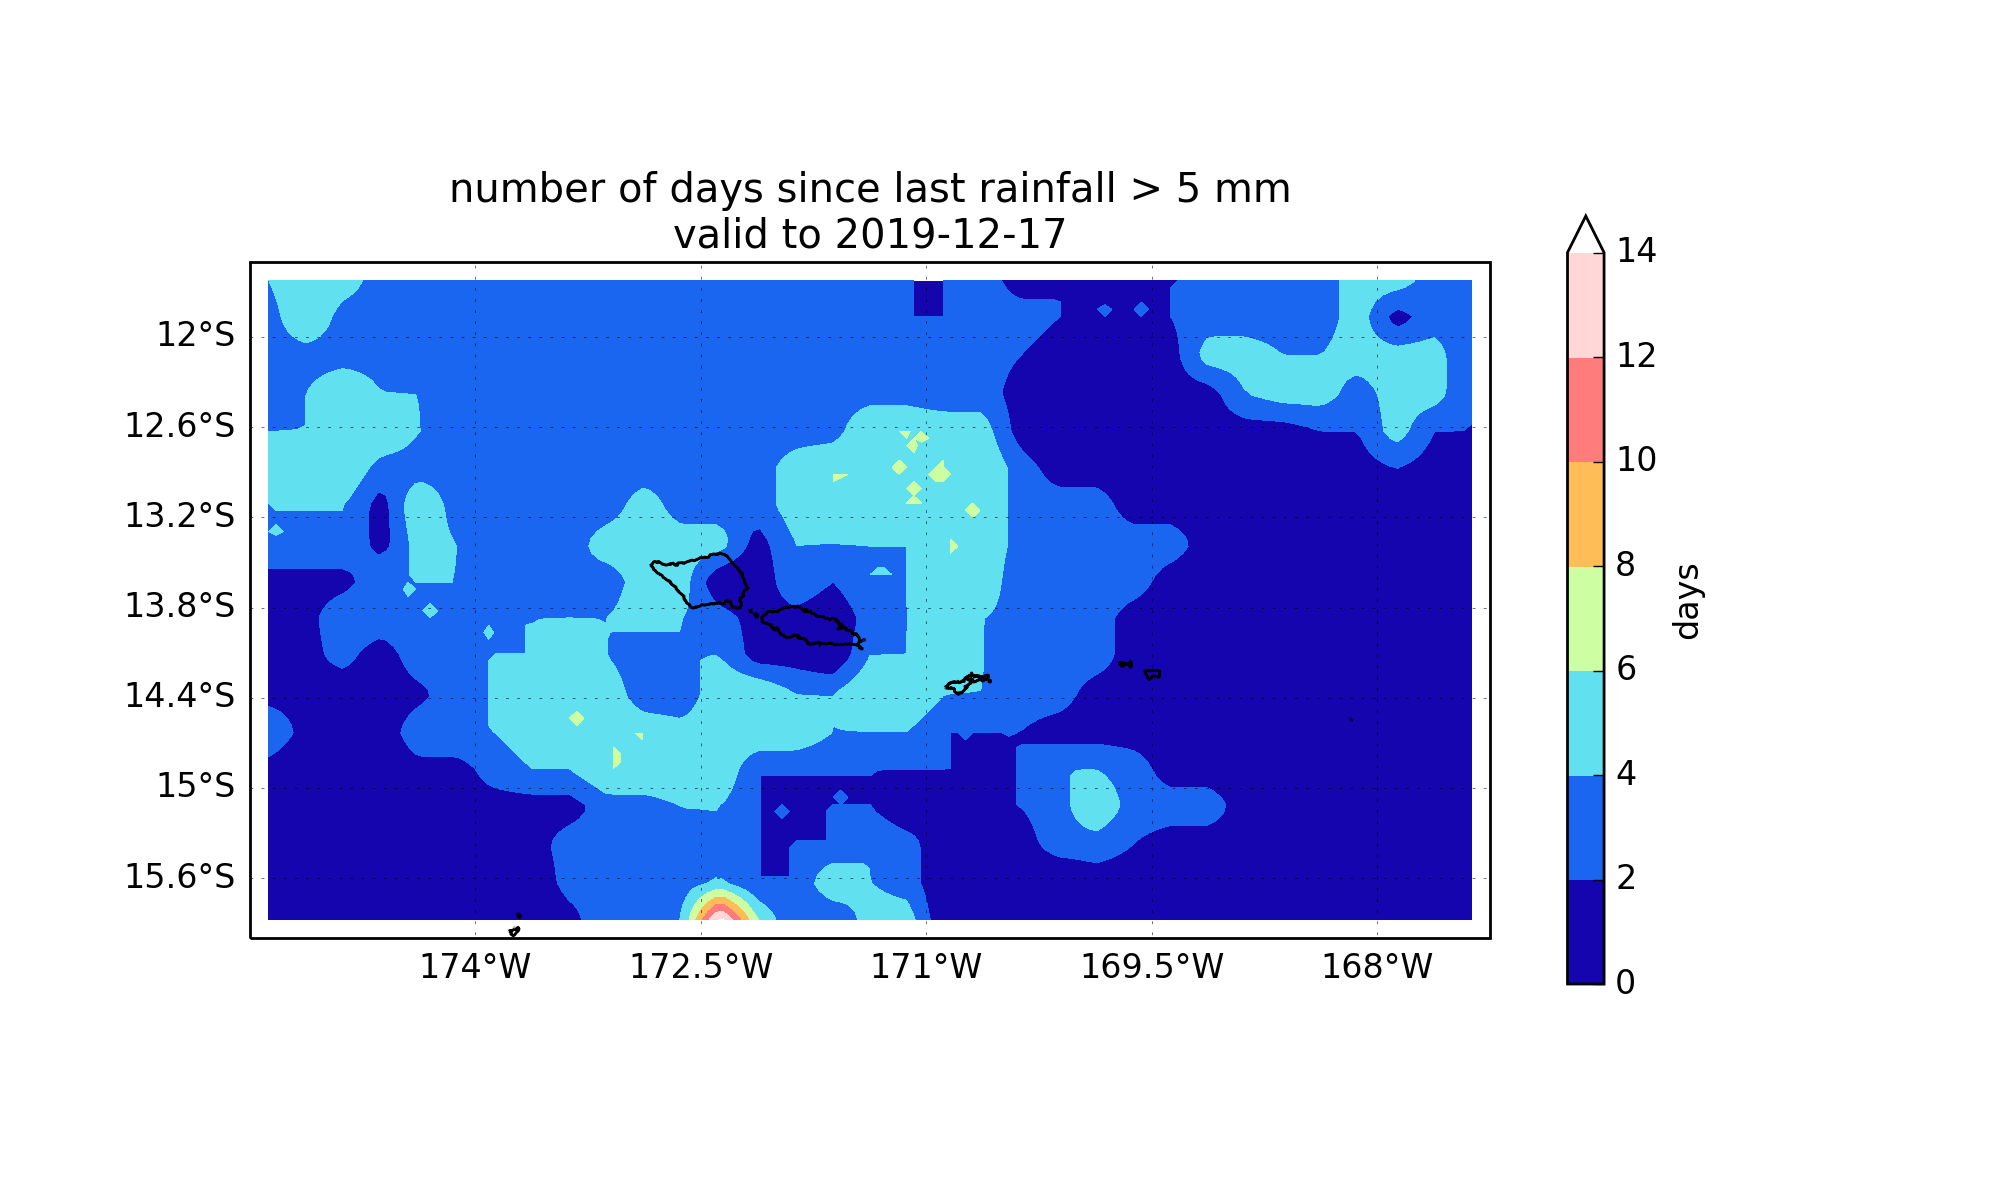 number of days since last rainfall > 5 mm
valid to 2019-12-17
12°S
12.6°S
13.2°S
13.8°S
14.4°S
15°S
15.6°S
174°W
172.5°W
171°W
169.5°W
168°W
14
12
10
8
6
4
2
0
days